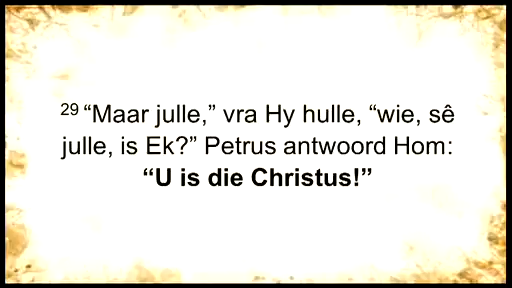 29 “Maar julle,” vra Hy hulle, “wie, sê
julle, is Ek?” Petrus antwoord Hom:
“U is die Christus!”